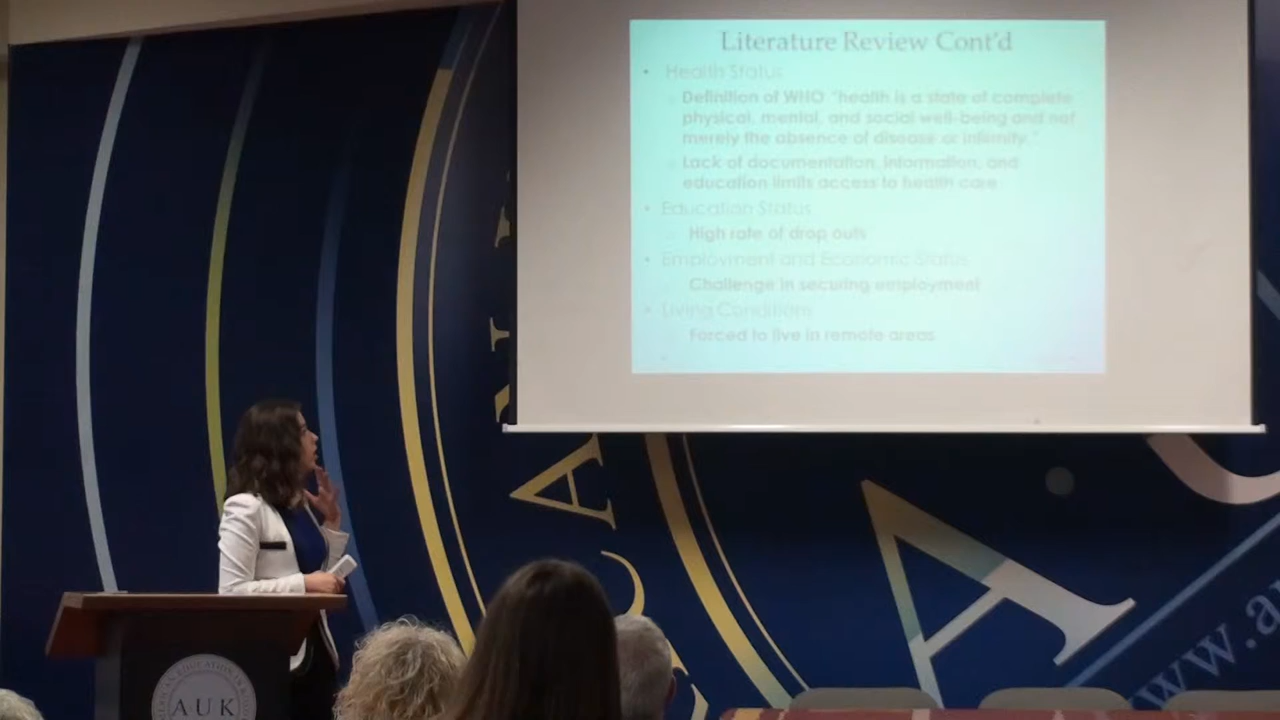 Literature Review Cont'd
• Health Status
Definition of WHO "health is a state of complete
physical, mental, and social well-being and not
merely the absence of disease or infirmity."
Lack of documentation, information, and
education limits access to health care
• Education Status
High rate of drop outs
• Employment and Economic Status
Challenge in securing employment
• Living Conditions
Forced to live in remote areas
AUK
A
CA
www.a